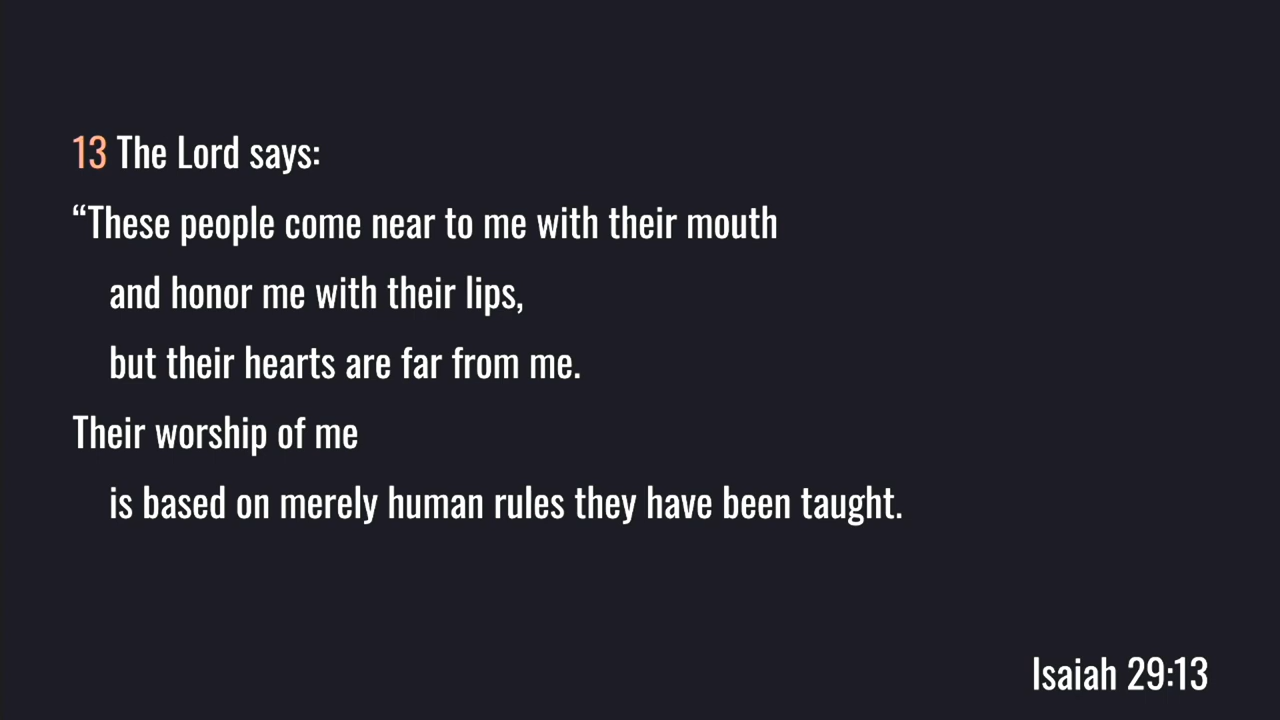 13 The Lord says:
“These people come near to me with their mouth
and honor me with their lips,
but their hearts are far from me.
Their worship of me
is based on merely human rules they have been taught.
Isaiah 29:13